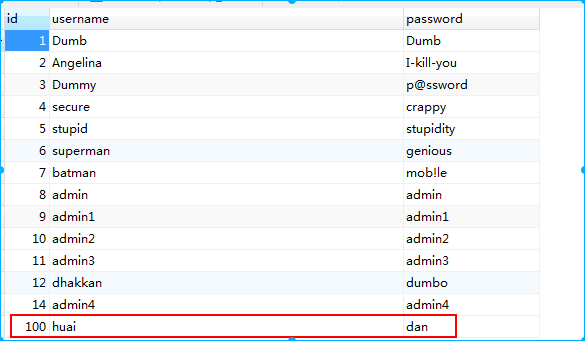 id username password
1 Dumb Dumb
2 Angelina I-kill-you
3 Dummy p@ssword
4 secure crappy
5 stupid stupidity
6 superman genious
7 batman mob!le
8 admin admin
9 admin1 admin1
10 admin2 admin2
11 admin3 admin3
12 dhakkan dumbo
14 admin4 admin4
100 huai dan